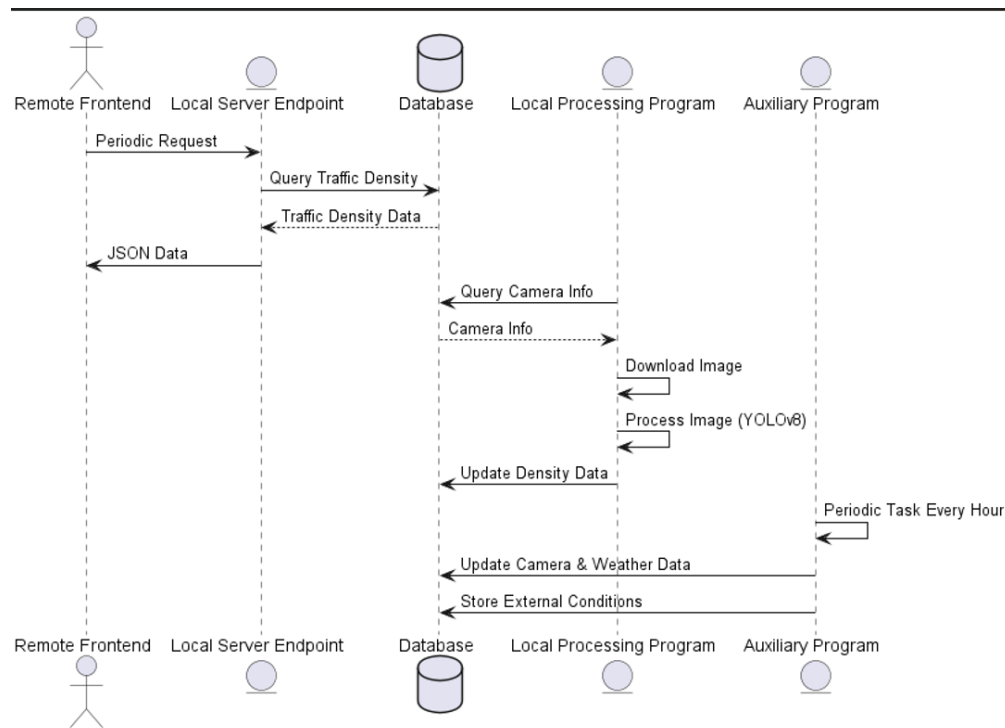 Remote Frontend Local Server Endpoint Database Local Processing Program Auxiliary Program
Periodic Request
Query Traffic Density
Traffic Density Data
JSON Data
Query Camera Info
Camera Info
Download Image
Process Image (YOLOv8)
Update Density Data
Periodic Task Every Hour
Update Camera & Weather Data
Store External Conditions
Remote Frontend Local Server Endpoint Database Local Processing Program Auxiliary Program